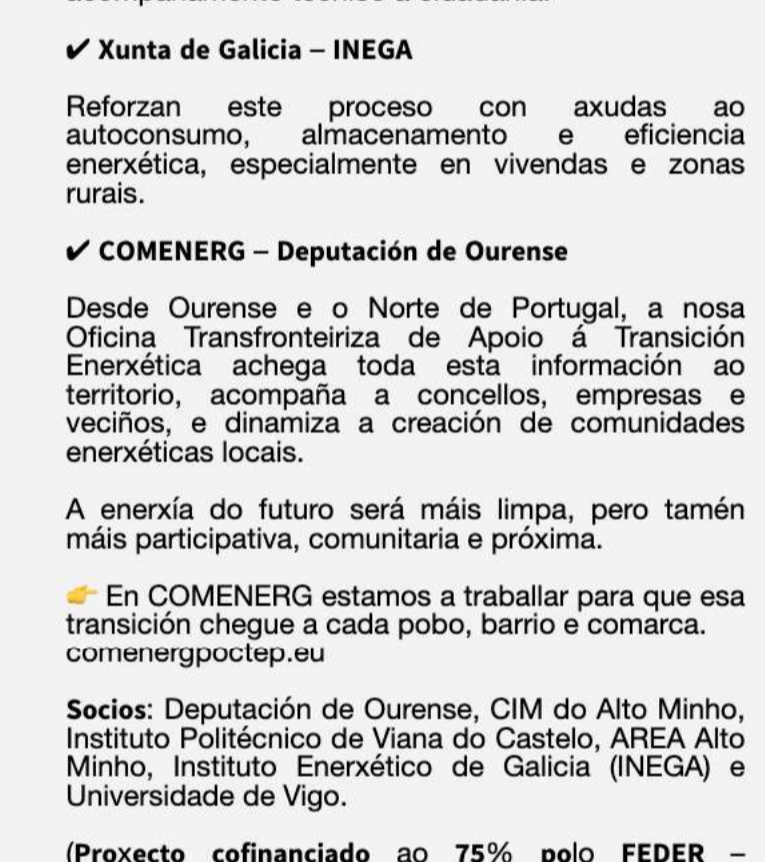 ✔ Xunta de Galicia – INEGA
Reforzan este proceso con axudas ao
autoconsumo, almacenamento e eficiencia
enerxética, especialmente en vivendas e zonas
rurais.
✔ COMENERG – Deputación de Ourense
Desde Ourense e o Norte de Portugal, a nosa
Oficina Transfronteiriza de Apoio á Transición
Enerxética achega toda esta información ao
territorio, acompaña a concellos, empresas e
veciños, e dinamiza a creación de comunidades
enerxéticas locais.
A enerxía do futuro será máis limpa, pero tamén
máis participativa, comunitaria e próxima.
👉 En COMENERG estamos a traballar para que esa
transición chegue a cada pobo, barrio e comarca.
comenergpoctep.eu
Socios: Deputación de Ourense, CIM do Alto Minho,
Instituto Politécnico de Viana do Castelo, AREA Alto
Minho, Instituto Enerxético de Galicia (INEGA) e
Universidade de Vigo.
(Proxecto cofinanciado ao 75% polo FEDER –